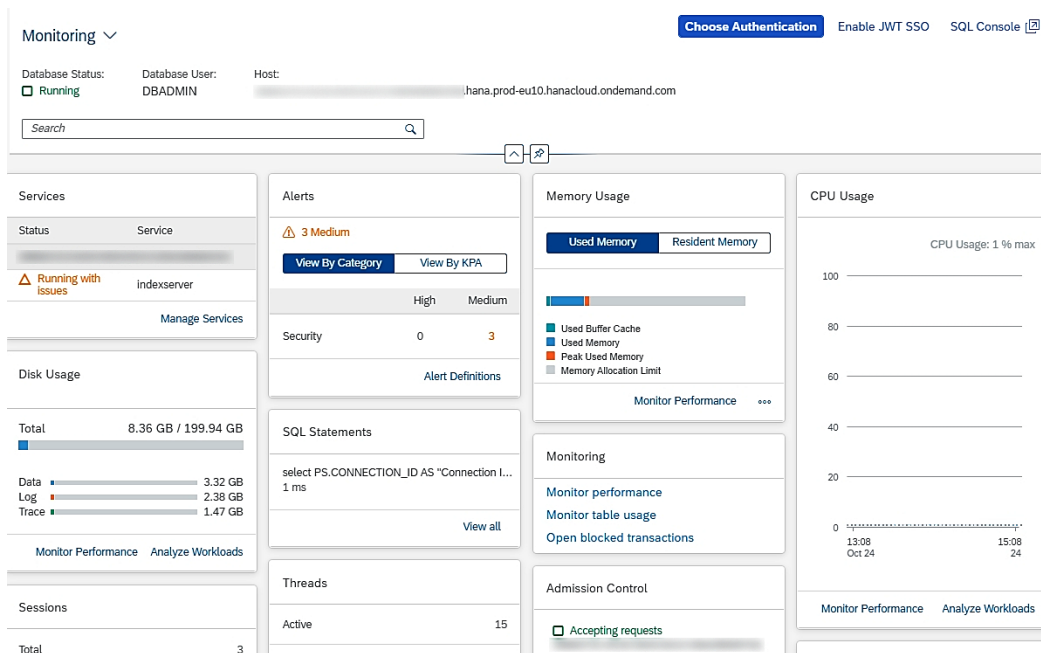 Monitoring
Choose Authentication
Enable JWT SSO
SQL Console
Database Status:
Database User:
Host:
Running
DBADMIN
.hana.prod-eu10.hanacloud.ondemand.com
Search
Services
Status
Service
Running with
issues
indexserver
Manage Services
Disk Usage
Total
8.36 GB / 199.94 GB
Data
3.32 GB
Log
2.38 GB
Trace
1.47 GB
Monitor Performance
Analyze Workloads
Sessions
Total
3
Alerts
3 Medium
View By Category
View By KPA
High
Medium
Security
0
3
Alert Definitions
SQL Statements
select PS.CONNECTION_ID AS "Connection I...
1 ms
View all
Threads
Active
15
Memory Usage
Used Memory
Resident Memory
Used Buffer Cache
Used Memory
Peak Used Memory
Memory Allocation Limit
Monitor Performance
Monitoring
Monitor performance
Monitor table usage
Open blocked transactions
Admission Control
Accepting requests
CPU Usage
CPU Usage: 1 % max
100
80
60
40
20
0
13:08
Oct 24
15:08
24
Monitor Performance
Analyze Workloads